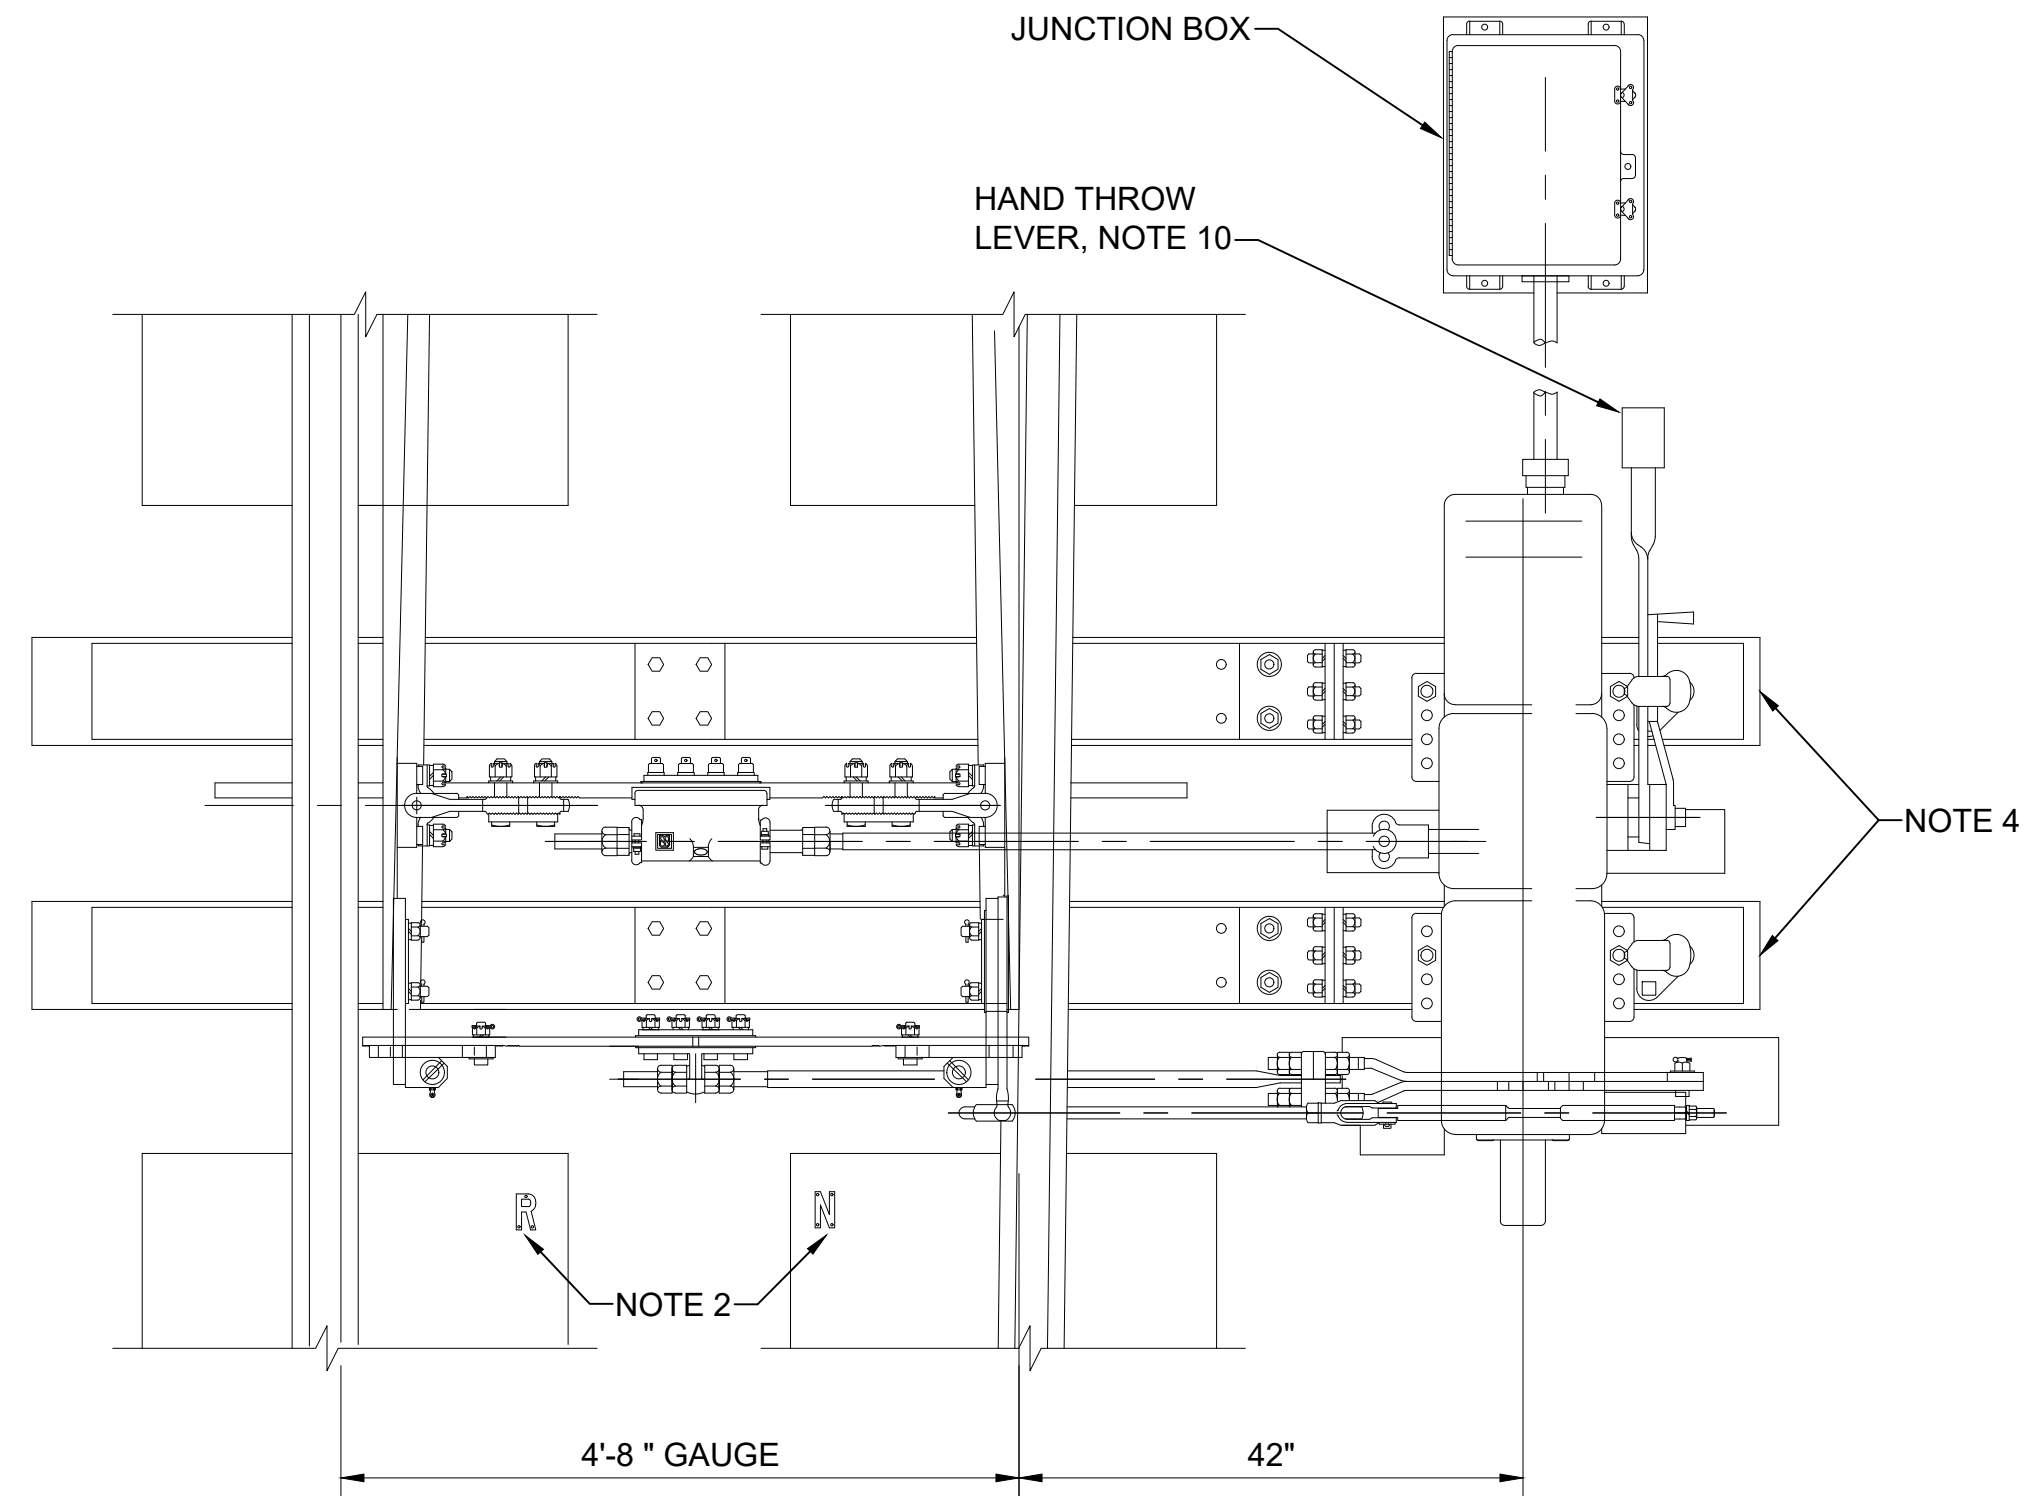 JUNCTION BOX
HAND THROW
LEVER, NOTE 10
NOTE 4
R
N
NOTE 2
4'-8 " GAUGE
42"